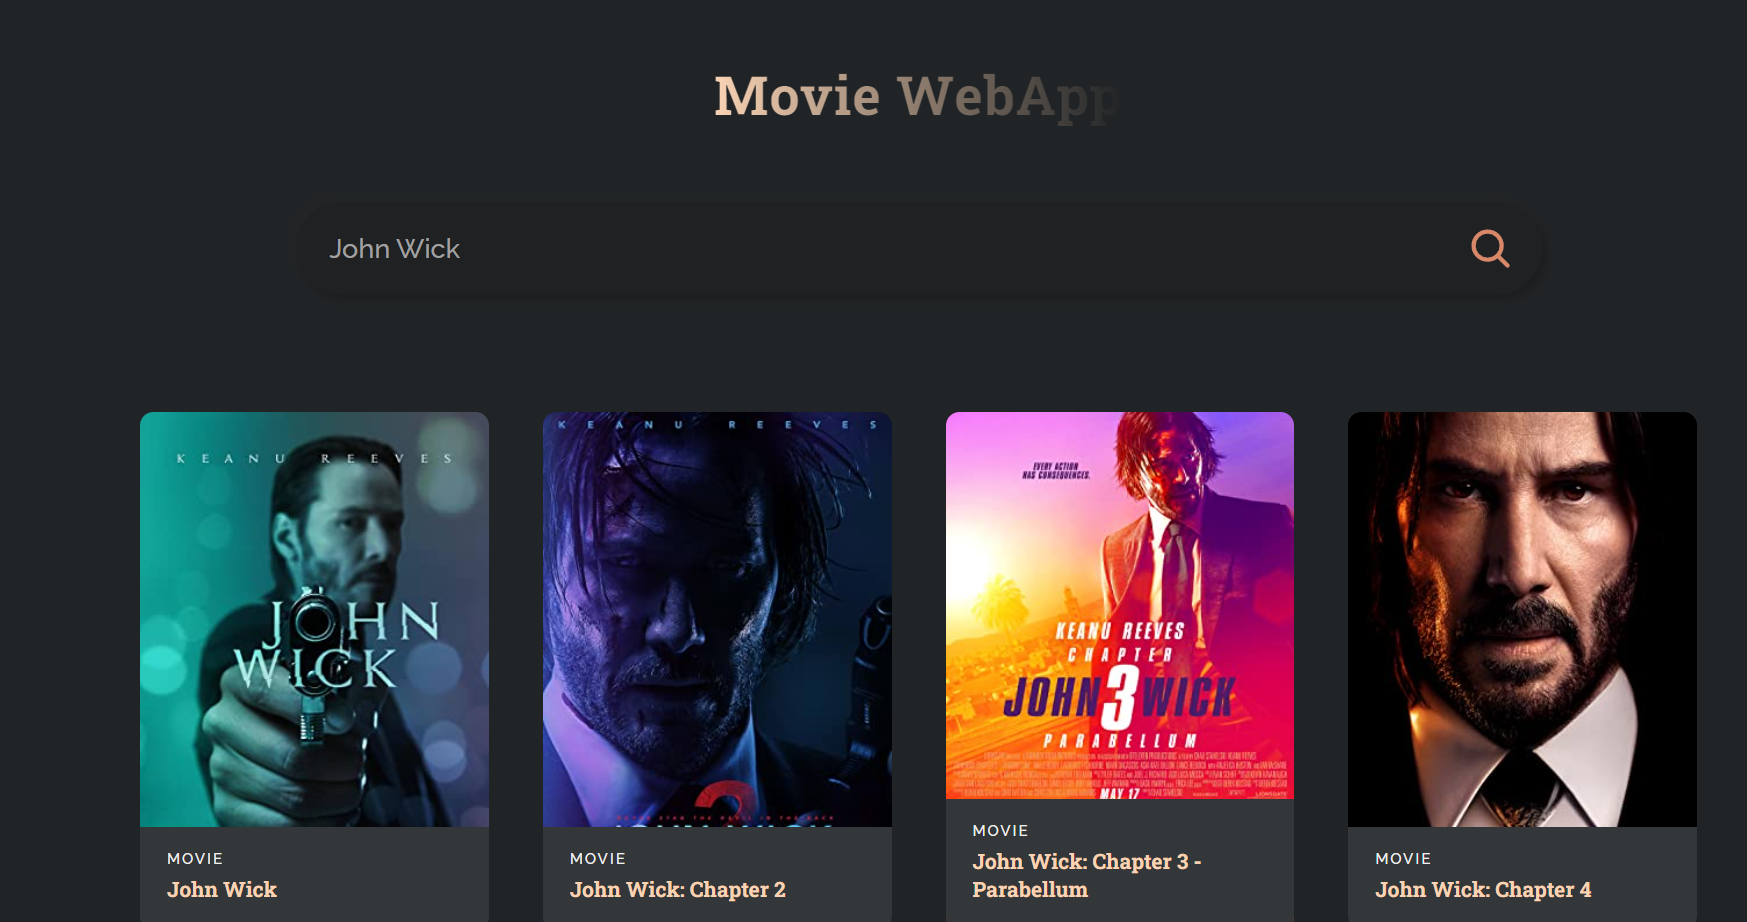 Movie WebApp
John Wick
KEANU REEVES
JOHN
WICK
MOVIE
John Wick
KEANU REEVES
2
MOVIE
John Wick: Chapter 2
EVERY ACTION
HAS CONSEQUENCES.
KEANU REEVES
CHAPTER
JOHN 3 WICK
PARABELLUM
MAY 17
LIONSGATE
MOVIE
John Wick: Chapter 3 -
Parabellum
MOVIE
John Wick: Chapter 4